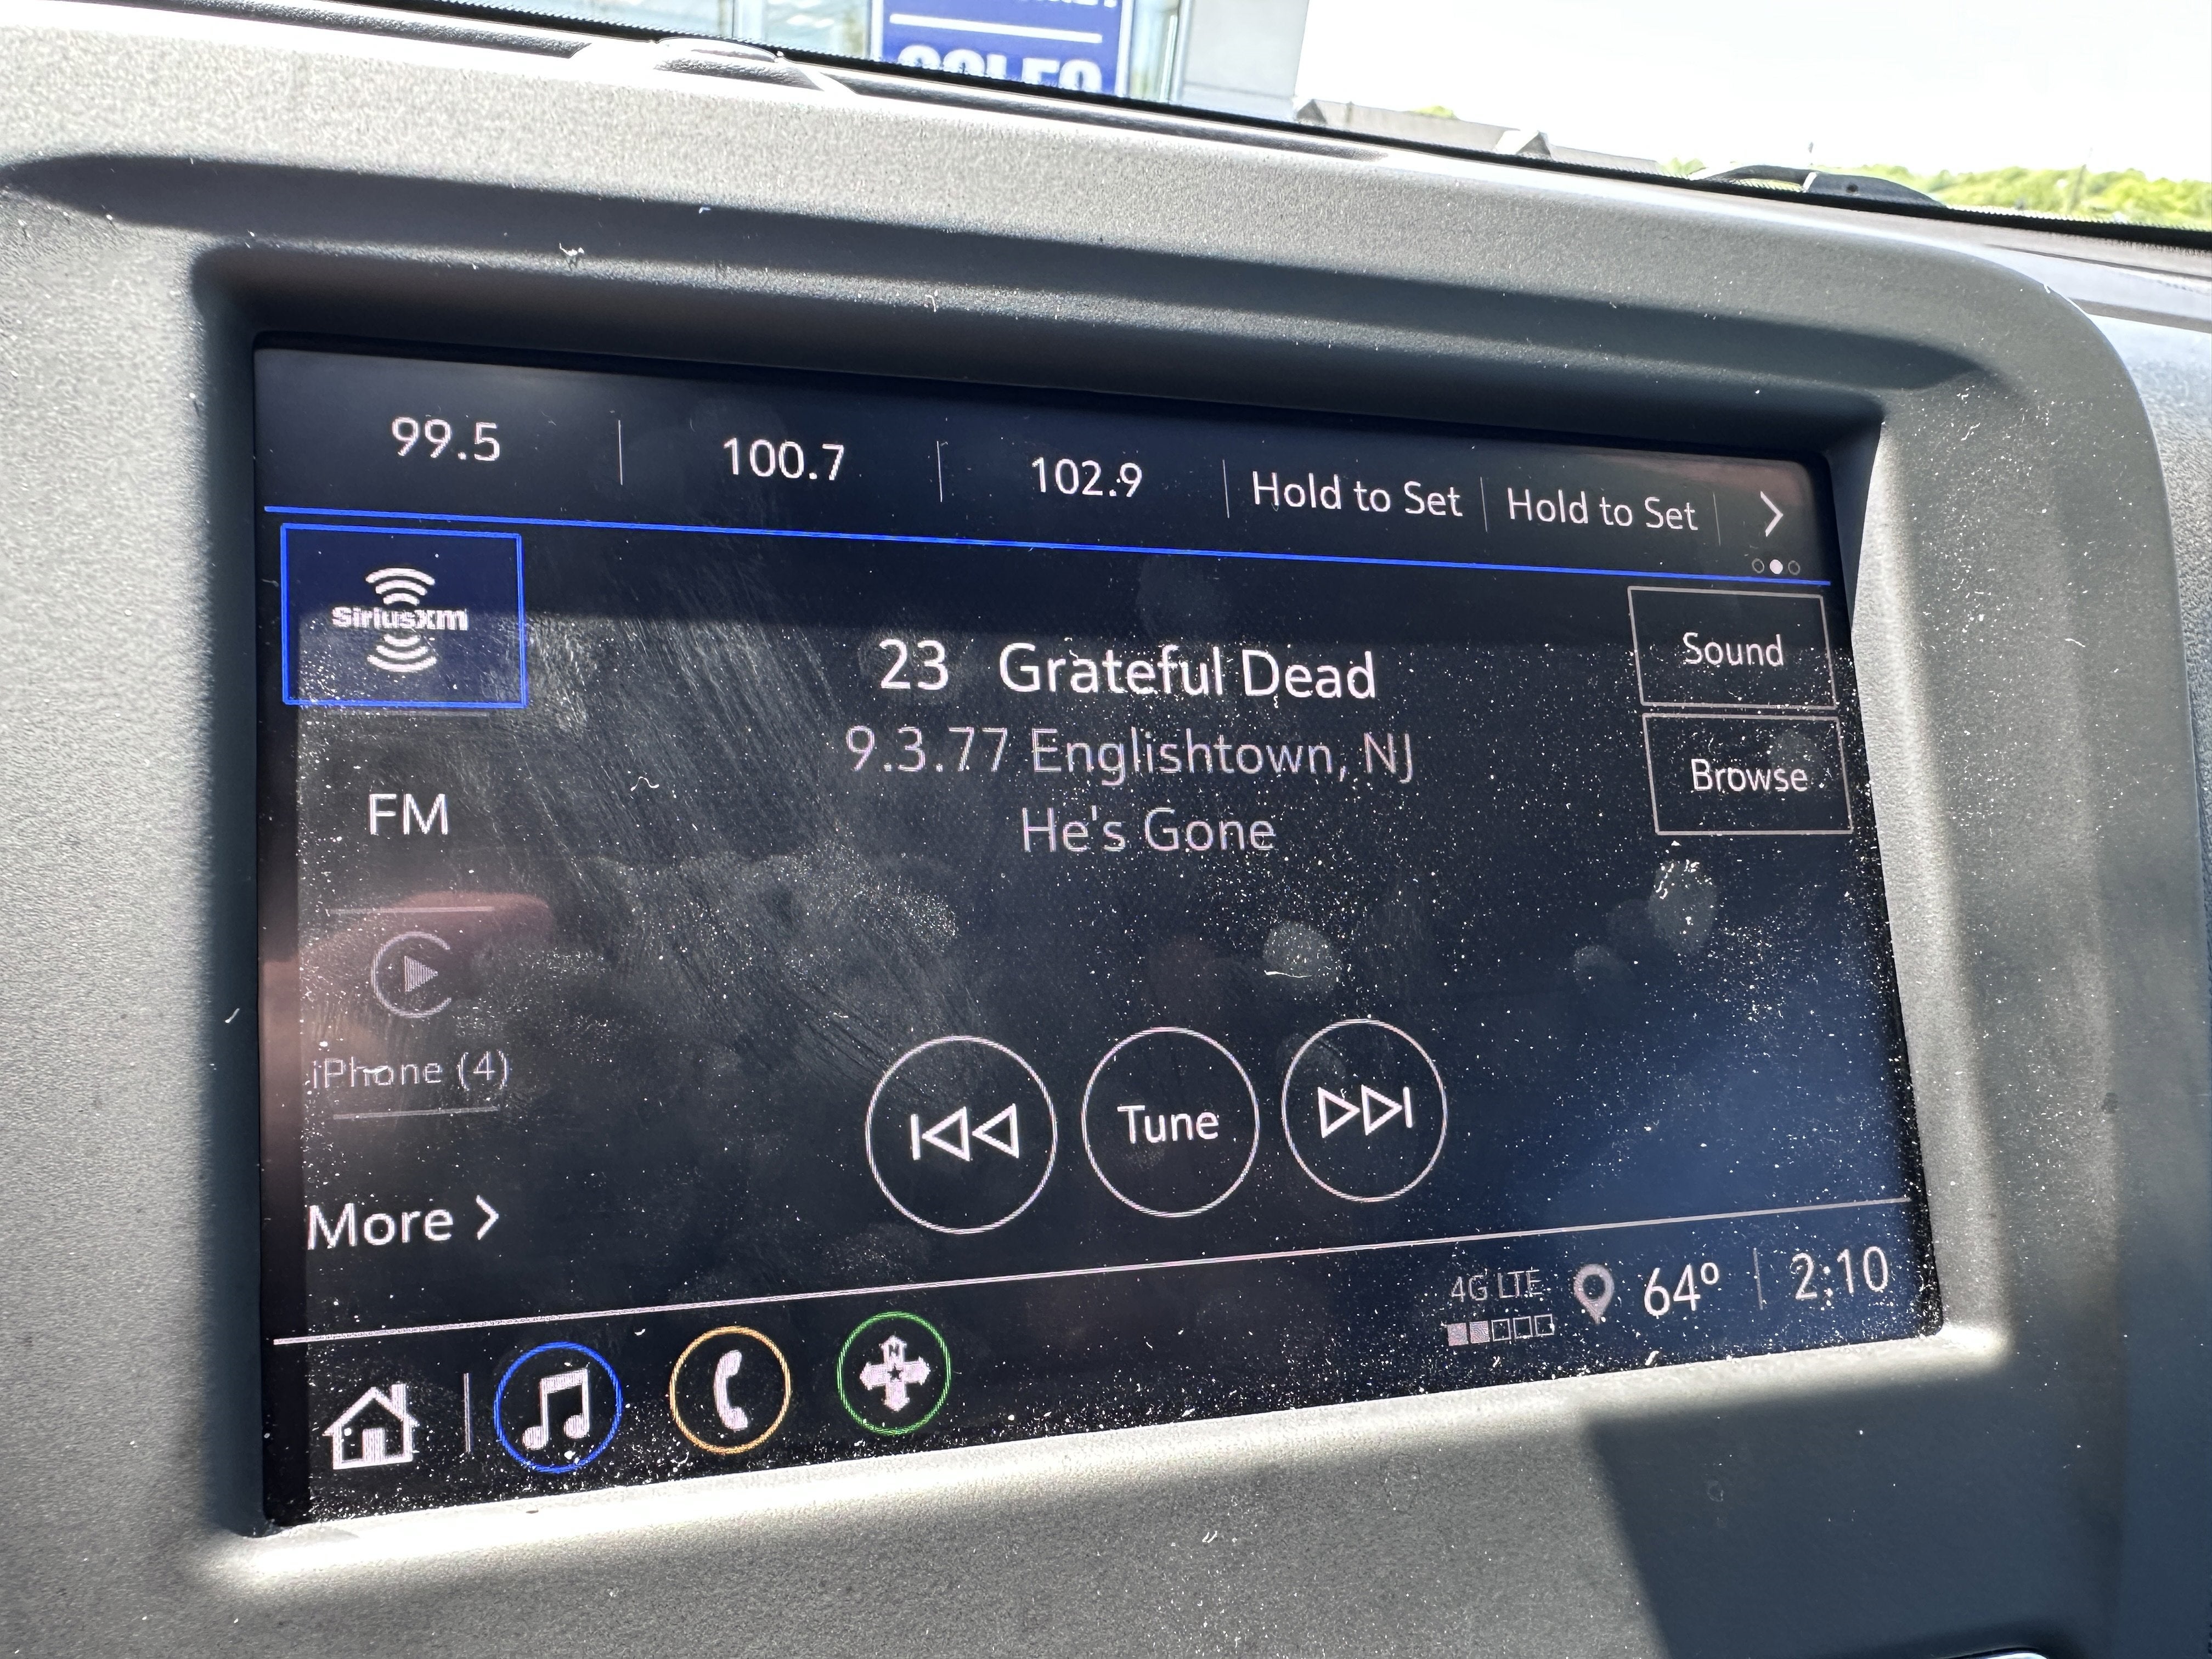 SALES
99.5
100.7
102.9
Hold to Set
Hold to Set
SiriusXM
23 Grateful Dead
9.3.77 Englishtown, NJ
He's Gone
Sound
Browse
FM
iPhone (4)
More
Tune
4G LTE
64°
2:10
N